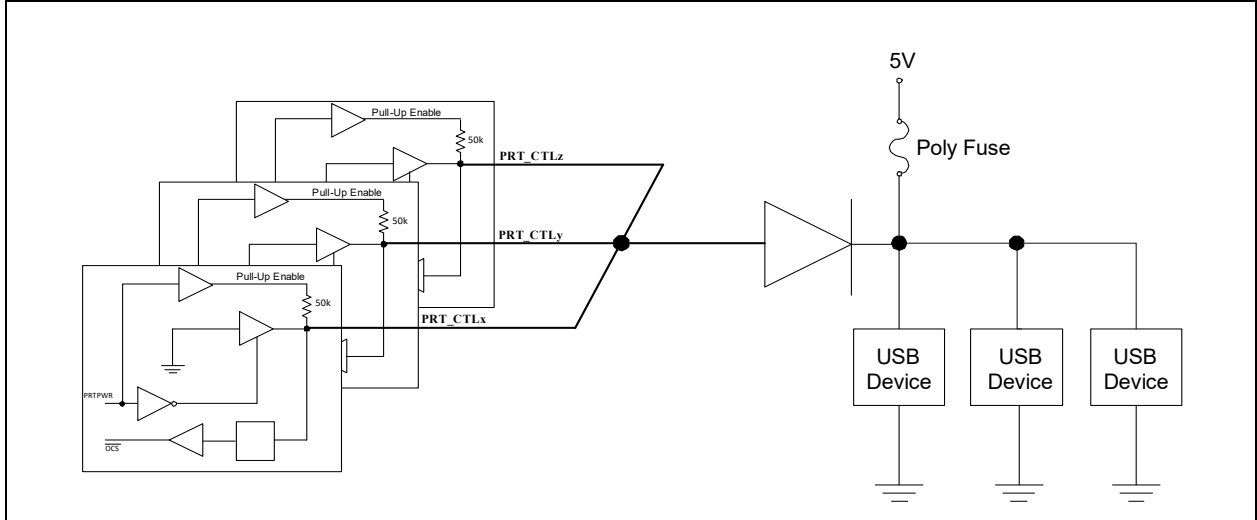 5V
Poly Fuse
Pull-Up Enable
50k
PRT_CTLz
Pull-Up Enable
50k
PRT_CTLy
Pull-Up Enable
50k
PRT_CTLx
PRTPWR
OCS
USB
Device
USB
Device
USB
Device